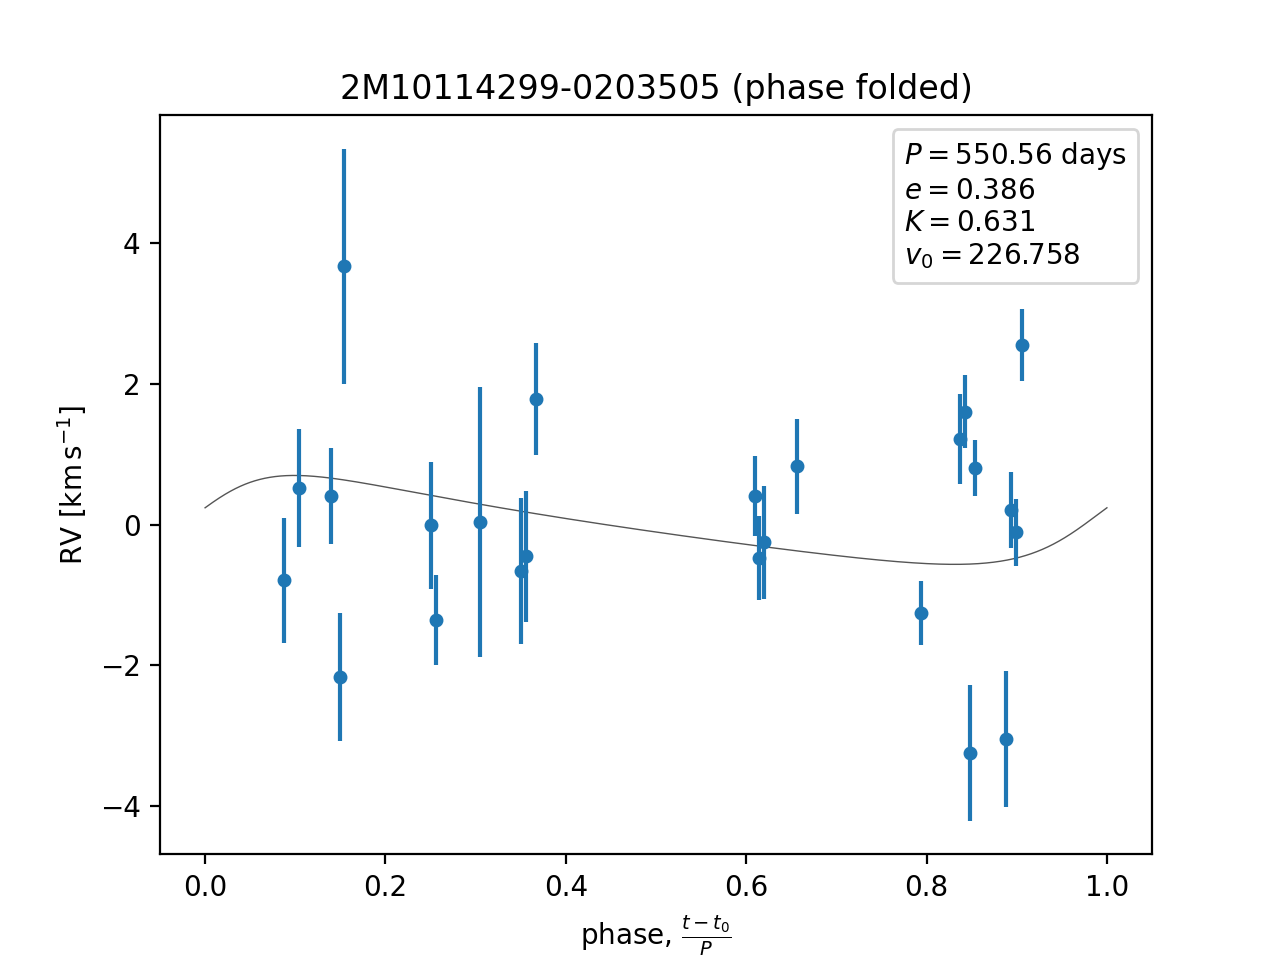 2M10114299-0203505 (phase folded)
P = 550.56 days
e = 0.386
K = 0.631
v₀ = 226.758
4
2
0
−2
−4
RV [km s⁻¹]
0.0 0.2 0.4 0.6 0.8 1.0
phase, (t − t₀)/P